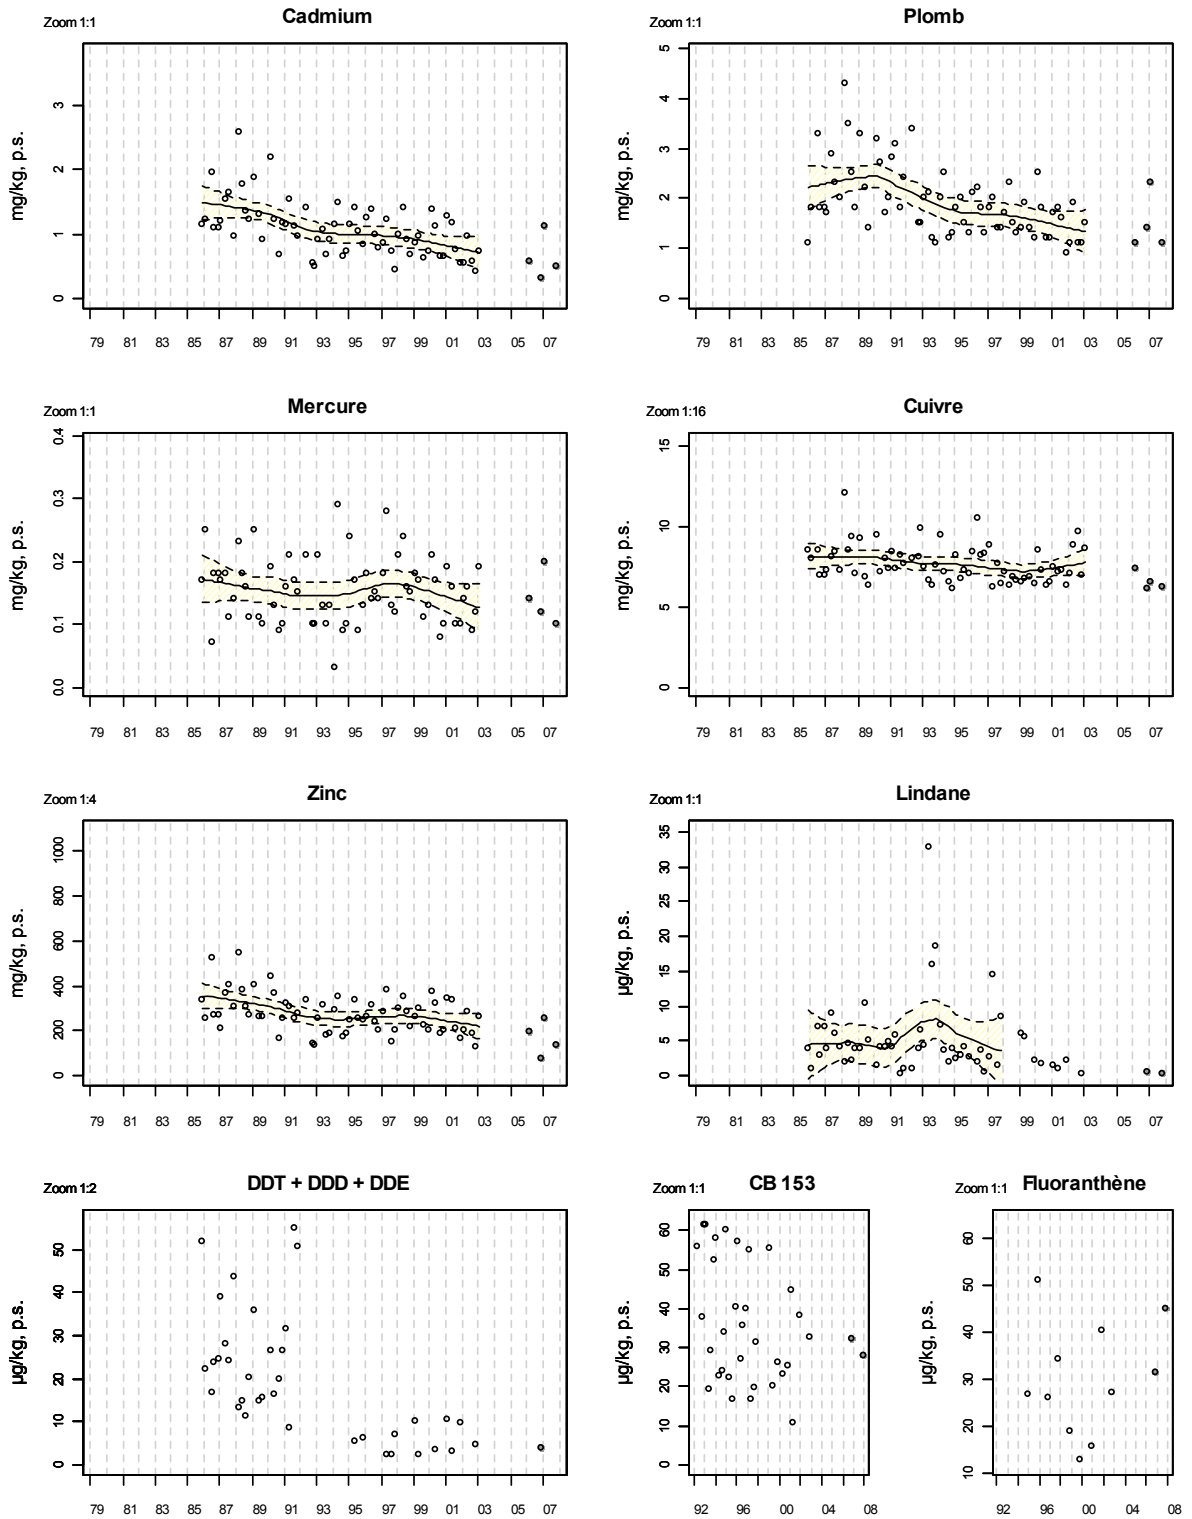 Zoom 1:1 Cadmium
mg/kg, p.s.
3
2
1
0
79 81 83 85 87 89 91 93 95 97 99 01 03 05 07
Zoom 1:1 Plomb
mg/kg, p.s.
5
4
3
2
1
0
79 81 83 85 87 89 91 93 95 97 99 01 03 05 07
Zoom 1:1 Mercure
mg/kg, p.s.
0.4
0.3
0.2
0.1
0.0
79 81 83 85 87 89 91 93 95 97 99 01 03 05 07
Zoom 1:16 Cuivre
mg/kg, p.s.
15
10
5
0
79 81 83 85 87 89 91 93 95 97 99 01 03 05 07
Zoom 1:4 Zinc
mg/kg, p.s.
1000
800
600
400
200
0
79 81 83 85 87 89 91 93 95 97 99 01 03 05 07
Zoom 1:1 Lindane
µg/kg, p.s.
35
30
25
20
15
10
5
0
79 81 83 85 87 89 91 93 95 97 99 01 03 05 07
Zoom 1:2 DDT + DDD + DDE
µg/kg, p.s.
50
40
30
20
10
0
79 81 83 85 87 89 91 93 95 97 99 01 03 05 07
Zoom 1:1 CB 153
µg/kg, p.s.
60
50
40
30
20
10
0
92 96 00 04 08
Zoom 1:1 Fluoranthène
µg/kg, p.s.
60
50
40
30
20
10
92 96 00 04 08